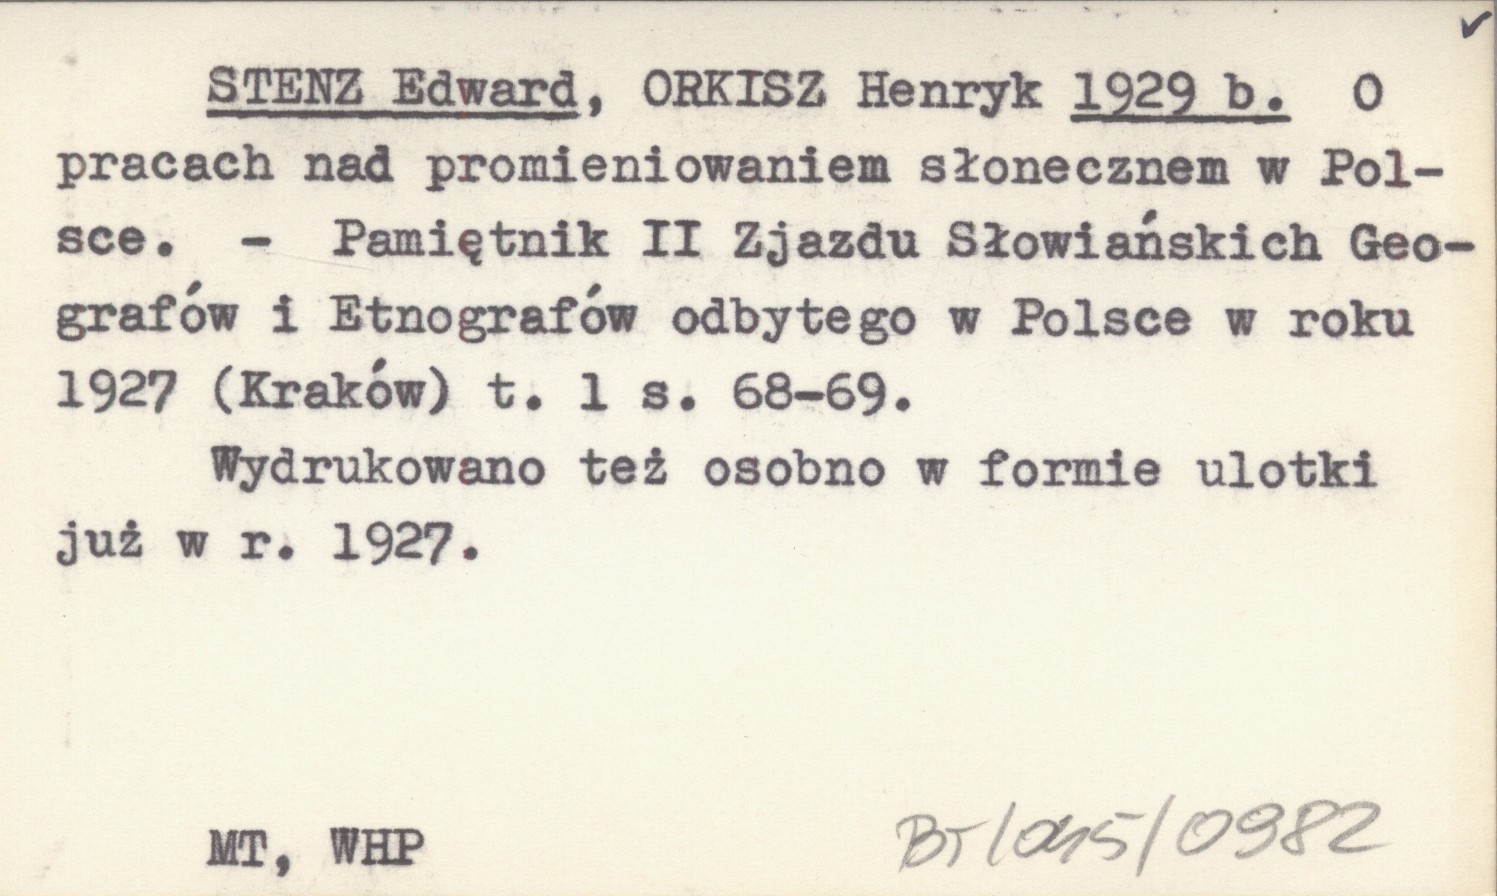 STENZ Edward, ORKISZ Henryk 1929 b. O
pracach nad promieniowaniem słonecznem w Pol-
sce. - Pamiętnik II Zjazdu Słowiańskich Geo-
grafów i Etnografów odbytego w Polsce w roku
1927 (Kraków) t. 1 s. 68-69.
Wydrukowano też osobno w formie ulotki
już w r. 1927.
MT, WHP
/0982